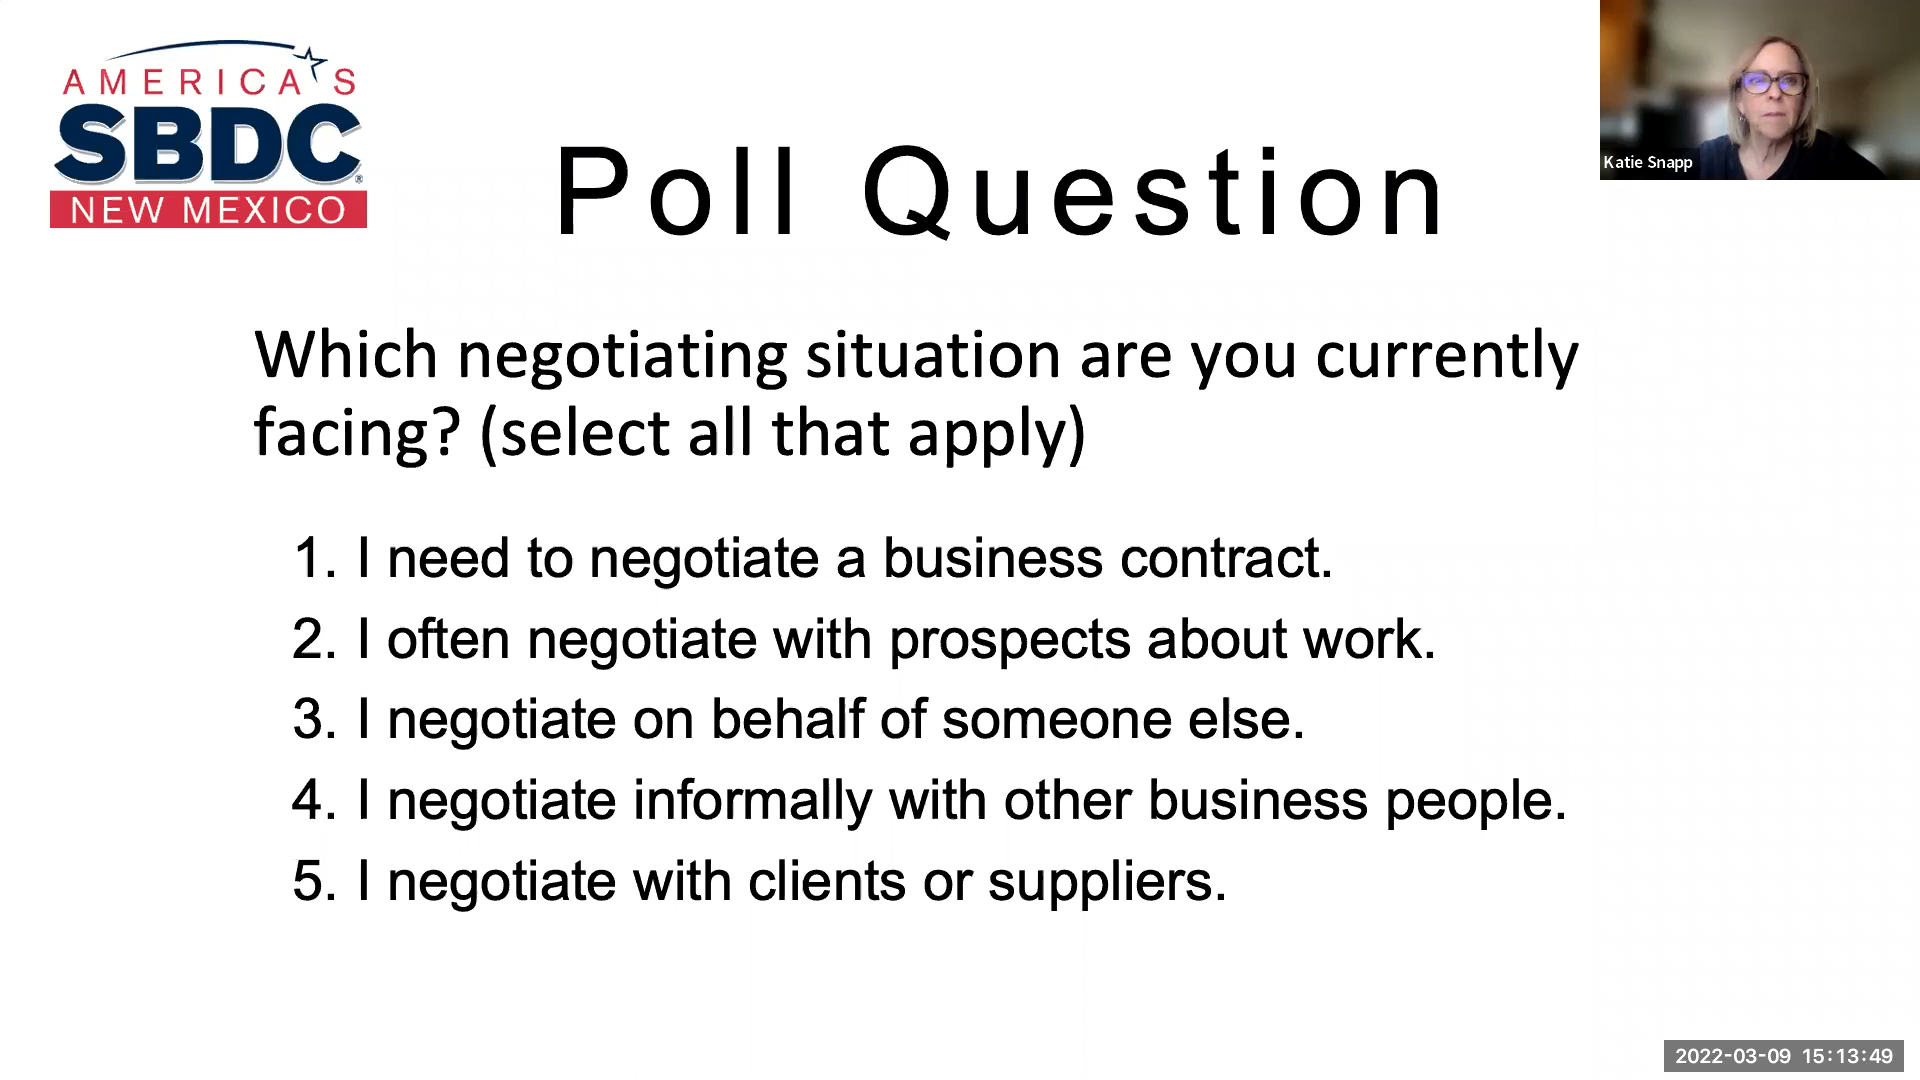 AMERICA'S
SBDC
NEW MEXICO
Poll Question
Katie Snapp
Which negotiating situation are you currently
facing? (select all that apply)
1. I need to negotiate a business contract.
2. I often negotiate with prospects about work.
3. I negotiate on behalf of someone else.
4. I negotiate informally with other business people.
5. I negotiate with clients or suppliers.
2022-03-09 15:13:49